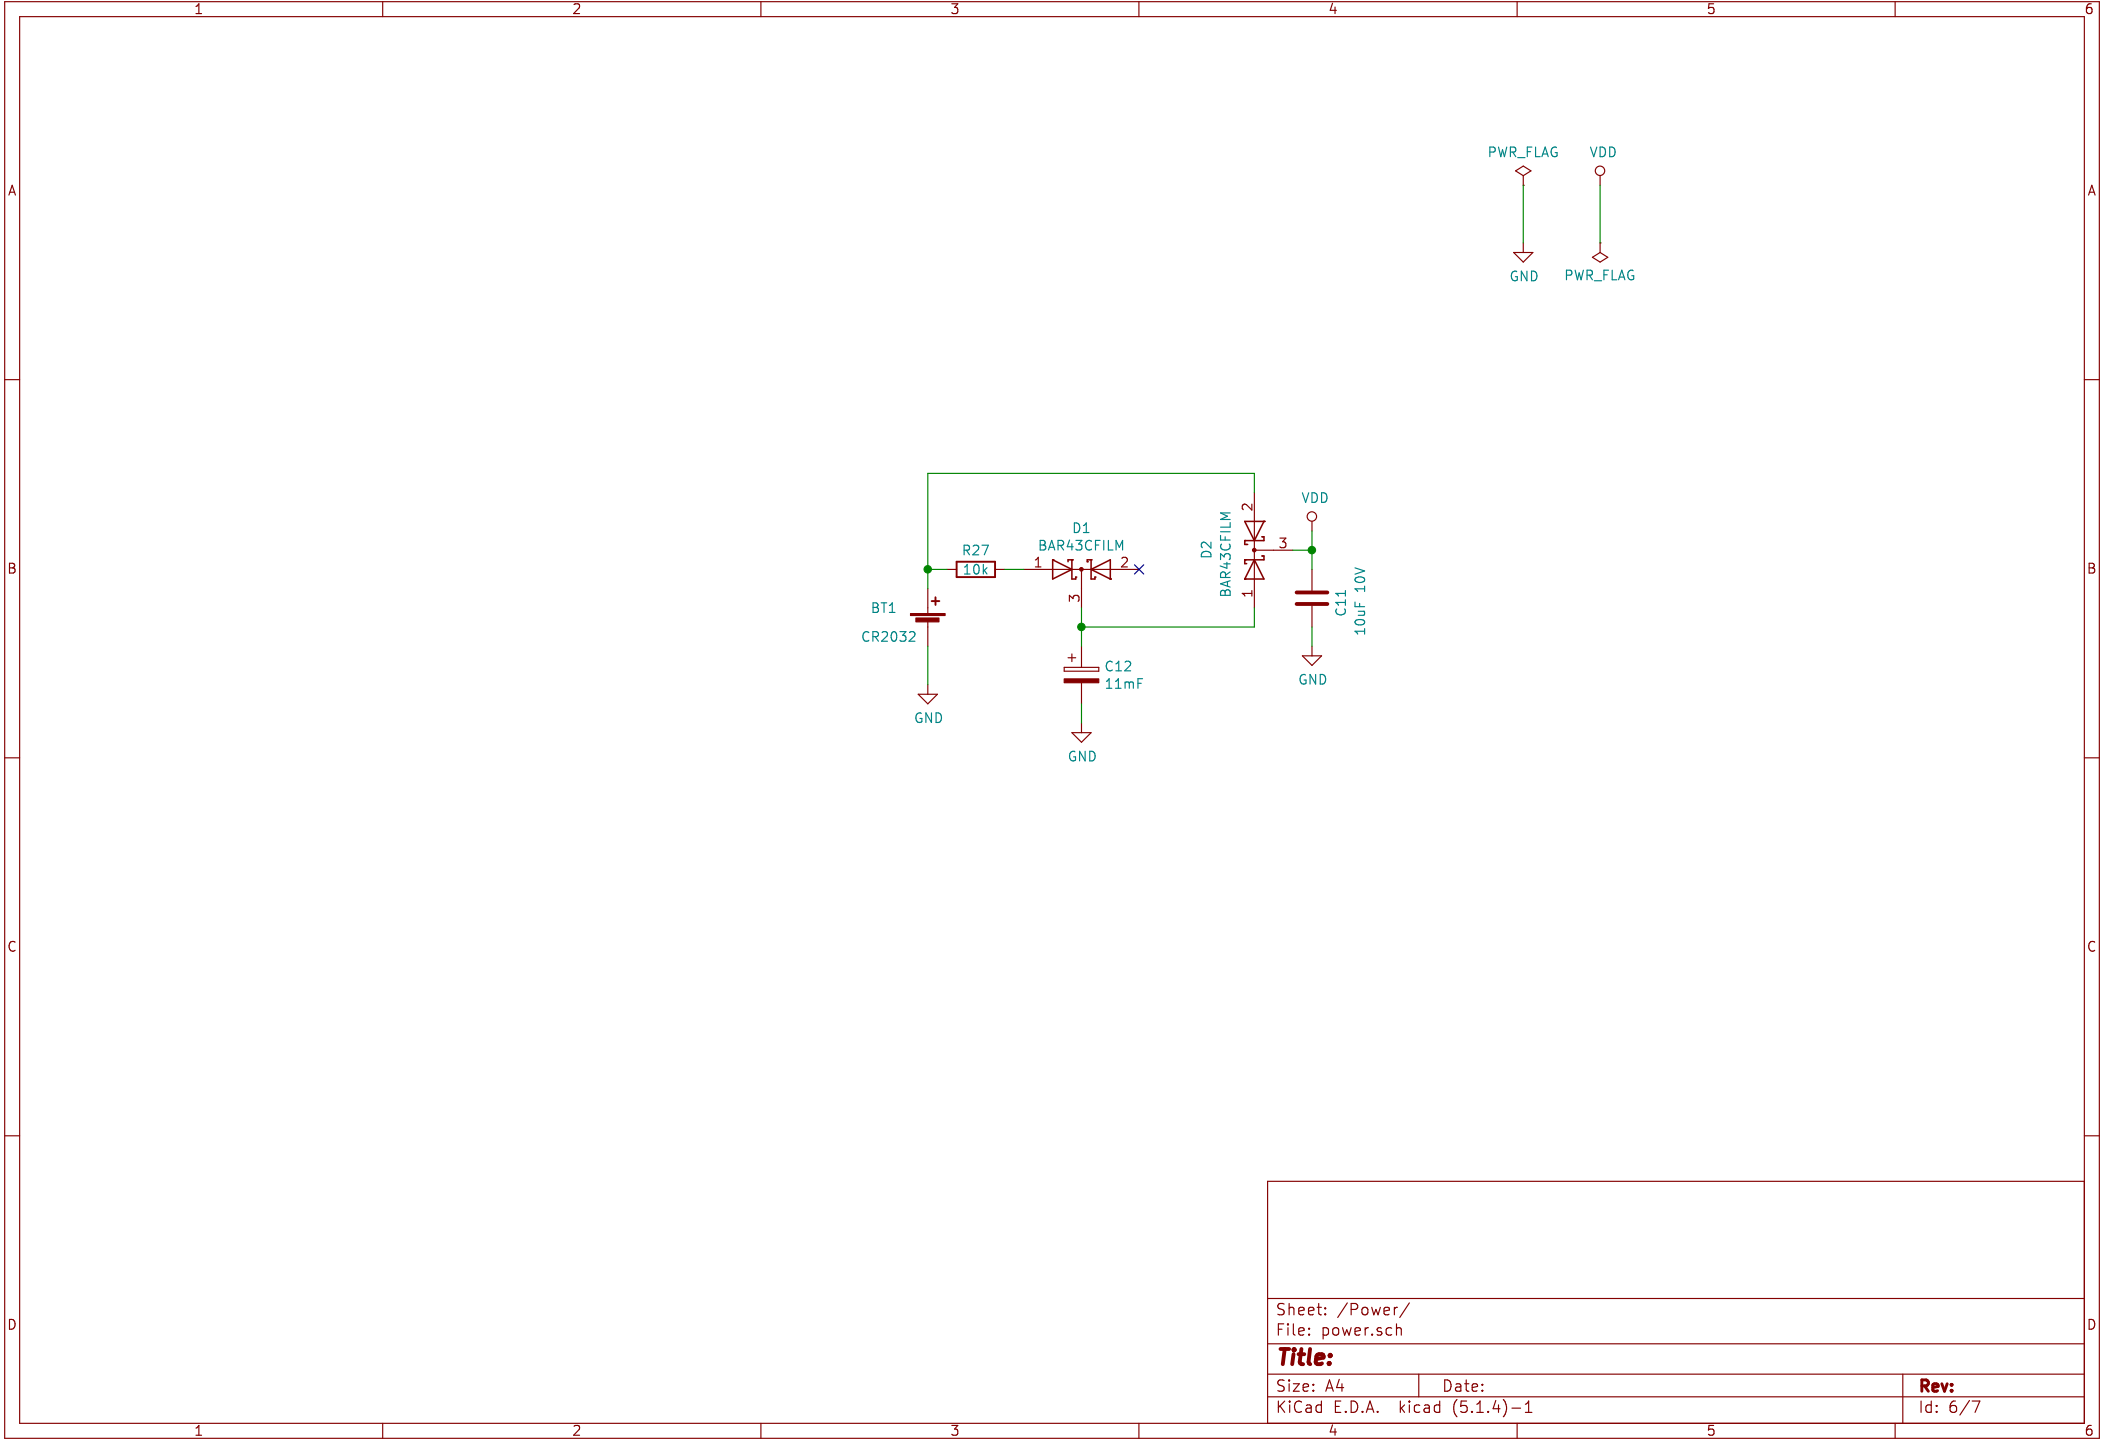 1 2 3 4 5 6
A A
PWR_FLAG VDD
GND PWR_FLAG
B B
VDD
D1
BAR43CFILM
R27
10k
1 2
3
D2
BAR43CFILM
2
3
1
C11
10uF 10V
GND
BT1
+
CR2032
GND
+
C12
11mF
GND
C C
D D
Sheet: /Power/
File: power.sch
Title:
Size: A4 Date: Rev:
KiCad E.D.A. kicad (5.1.4)-1 Id: 6/7
1 2 3 4 5 6